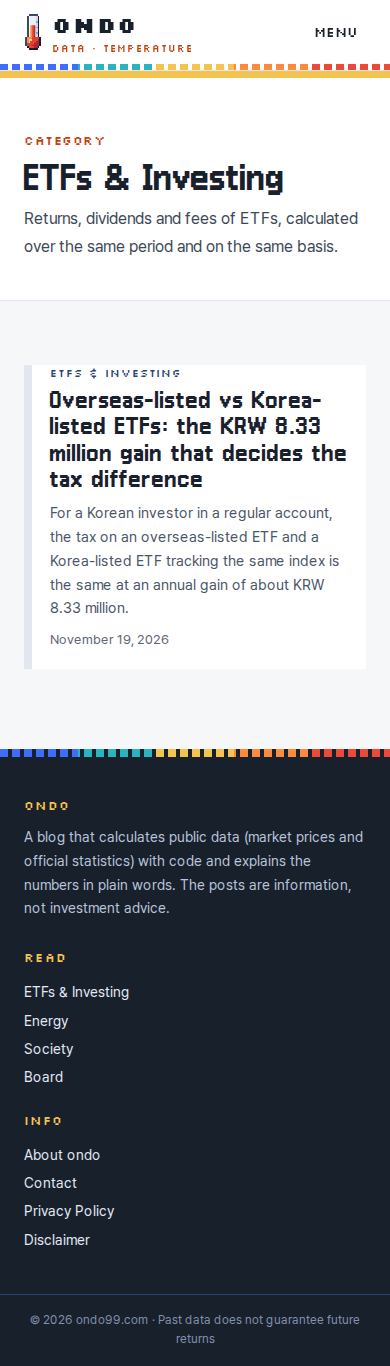 ONDO
DATA · TEMPERATURE
MENU
CATEGORY
ETFs & Investing
Returns, dividends and fees of ETFs, calculated
over the same period and on the same basis.
ETFS & INVESTING
Overseas-listed vs Korea-
listed ETFs: the KRW 8.33
million gain that decides the
tax difference
For a Korean investor in a regular account,
the tax on an overseas-listed ETF and a
Korea-listed ETF tracking the same index is
the same at an annual gain of about KRW
8.33 million.
November 19, 2026
ONDO
A blog that calculates public data (market prices and
official statistics) with code and explains the
numbers in plain words. The posts are information,
not investment advice.
READ
ETFs & Investing
Energy
Society
Board
INFO
About ondo
Contact
Privacy Policy
Disclaimer
© 2026 ondo99.com · Past data does not guarantee future
returns